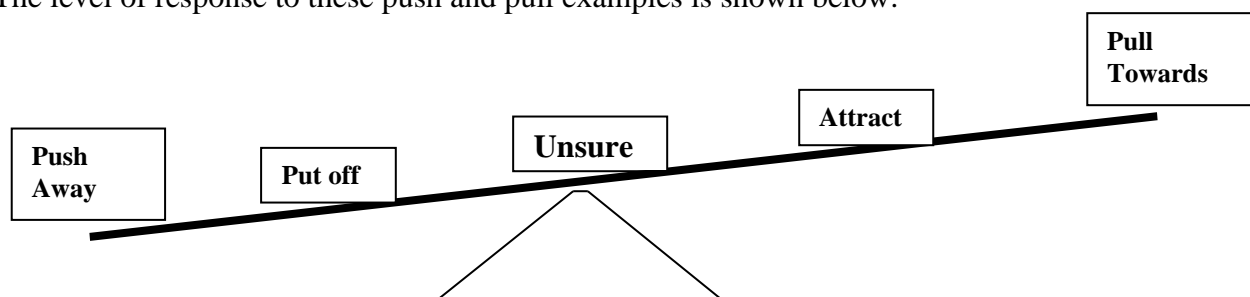 The level of response to these push and pull examples is shown below.
Push
Away
Put off
Unsure
Attract
Pull
Towards